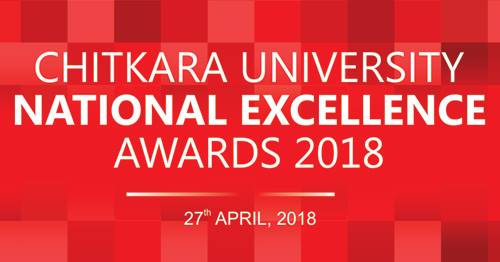 CHITKARA UNIVERSITY
NATIONAL EXCELLENCE
AWARDS 2018
27th APRIL, 2018